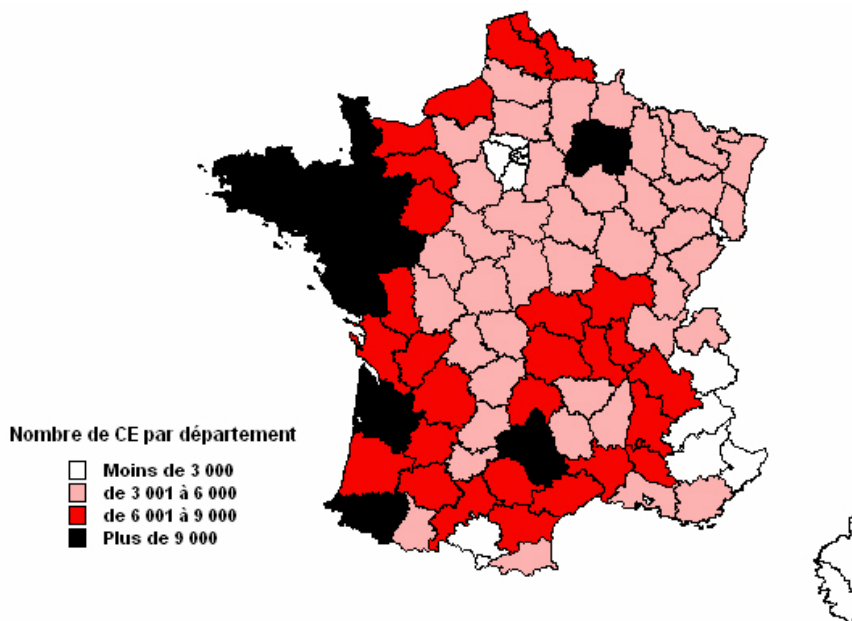 Nombre de CE par département
Moins de 3 000
de 3 001 à 6 000
de 6 001 à 9 000
Plus de 9 000